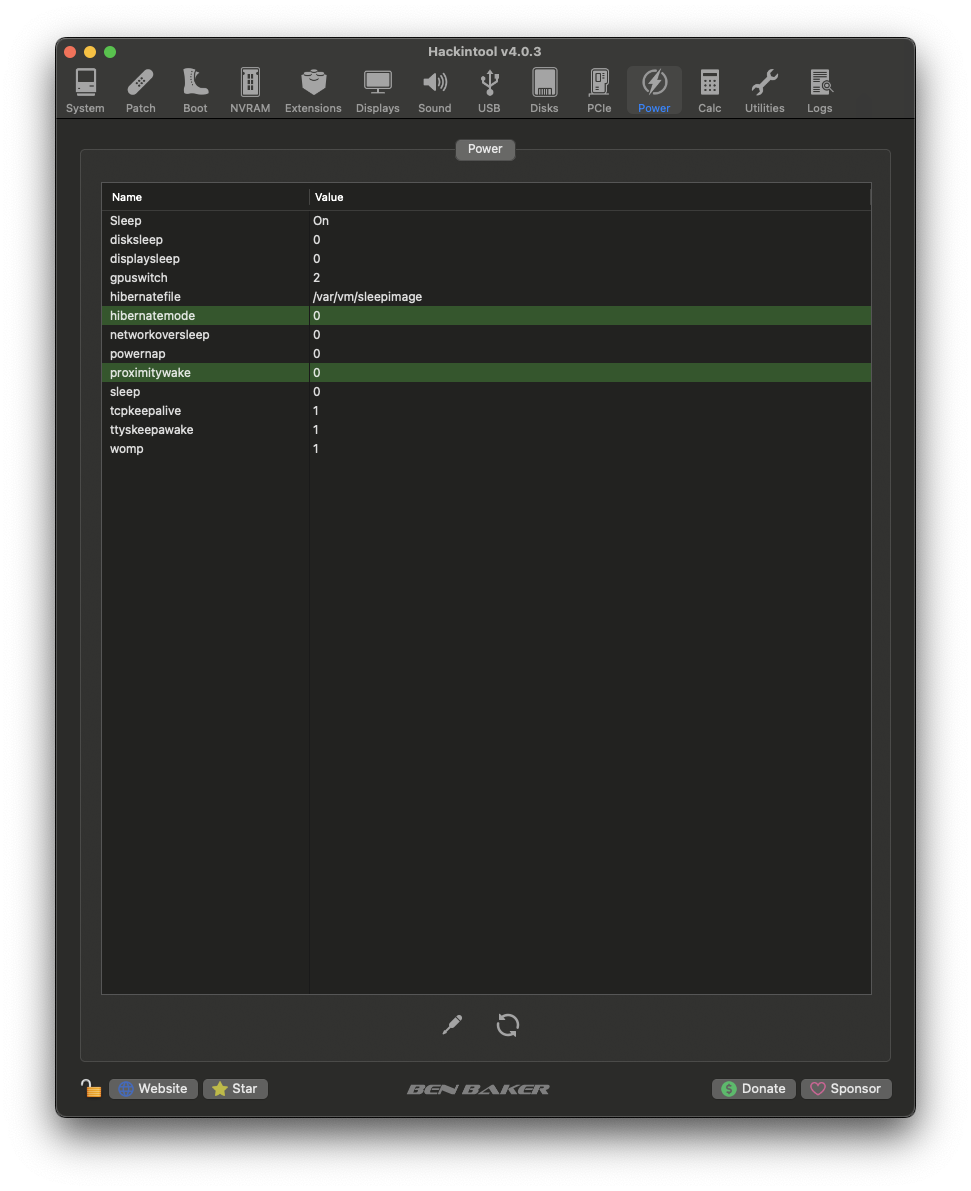 Hackintool v4.0.3
System Patch Boot NVRAM Extensions Displays Sound USB Disks PCIe Power Calc Utilities Logs
Power
Name Value
Sleep On
disksleep 0
displaysleep 0
gpuswitch 2
hibernatefile /var/vm/sleepimage
hibernatemode 0
networkoversleep 0
powernap 0
proximitywake 0
sleep 0
tcpkeepalive 1
ttyskeepawake 1
womp 1
Website Star BEN BAKER $ Donate Sponsor